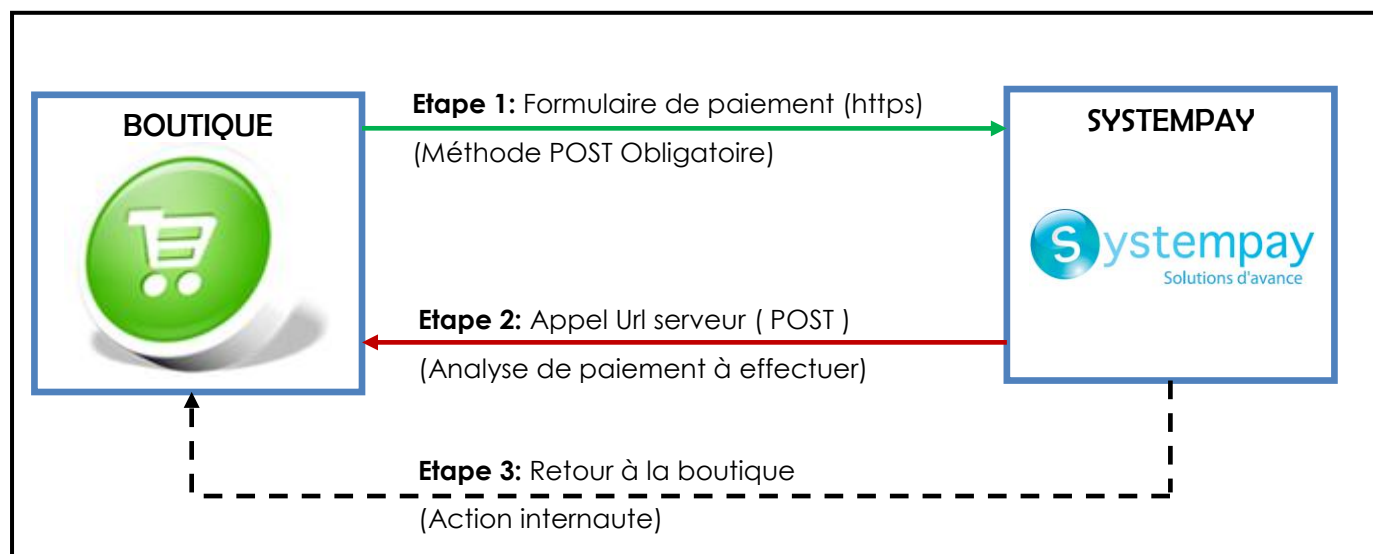 BOUTIQUE
Etape 1: Formulaire de paiement (https)
(Méthode POST Obligatoire)
SYSTEMPAY
Systempay
Solutions d'avance
Etape 2: Appel Url serveur ( POST )
(Analyse de paiement à effectuer)
Etape 3: Retour à la boutique
(Action internaute)